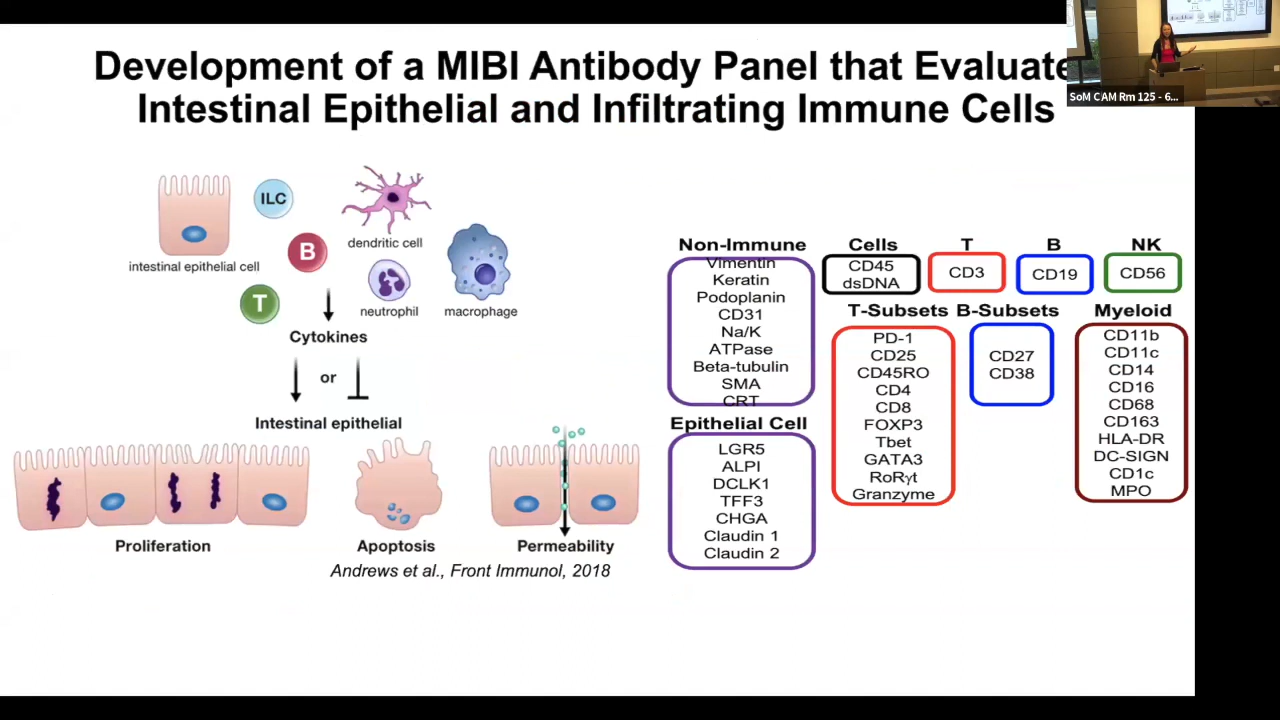 Development of a MIBI Antibody Panel that Evaluate
Intestinal Epithelial and Infiltrating Immune Cells
SoM CAM Rm 125 - 6...
ILC
B
T
intestinal epithelial cell
dendritic cell
neutrophil
macrophage
Cytokines
or
Intestinal epithelial
Proliferation
Apoptosis
Permeability
Andrews et al., Front Immunol, 2018
Non-Immune
Vimentin
Keratin
Podoplanin
CD31
Na/K
ATPase
Beta-tubulin
SMA
CRT
Epithelial Cell
LGR5
ALPI
DCLK1
TFF3
CHGA
Claudin 1
Claudin 2
Cells
CD45
dsDNA
T
CD3
B
CD19
NK
CD56
T-Subsets
PD-1
CD25
CD45RO
CD4
CD8
FOXP3
Tbet
GATA3
RoRγt
Granzyme
B-Subsets
CD27
CD38
Myeloid
CD11b
CD11c
CD14
CD16
CD68
CD163
HLA-DR
DC-SIGN
CD1c
MPO